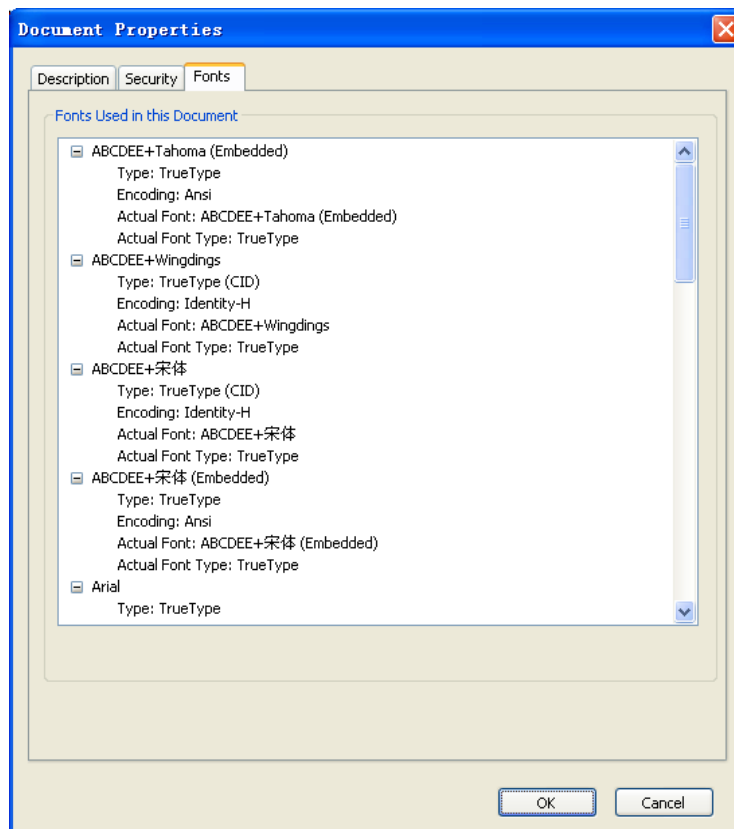 Document Properties
Description Security Fonts
Fonts Used in this Document
ABCDEE+Tahoma (Embedded)
Type: TrueType
Encoding: Ansi
Actual Font: ABCDEE+Tahoma (Embedded)
Actual Font Type: TrueType
ABCDEE+Wingdings
Type: TrueType (CID)
Encoding: Identity-H
Actual Font: ABCDEE+Wingdings
Actual Font Type: TrueType
ABCDEE+宋体
Type: TrueType (CID)
Encoding: Identity-H
Actual Font: ABCDEE+宋体
Actual Font Type: TrueType
ABCDEE+宋体 (Embedded)
Type: TrueType
Encoding: Ansi
Actual Font: ABCDEE+宋体 (Embedded)
Actual Font Type: TrueType
Arial
Type: TrueType
OK Cancel